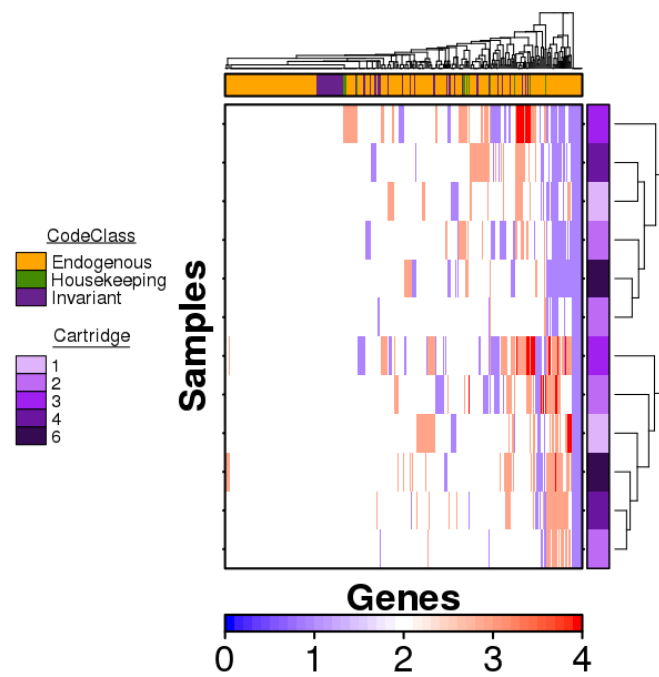 CodeClass
Endogenous
Housekeeping
Invariant
Cartridge
1
2
3
4
6
Samples
Genes
0 1 2 3 4